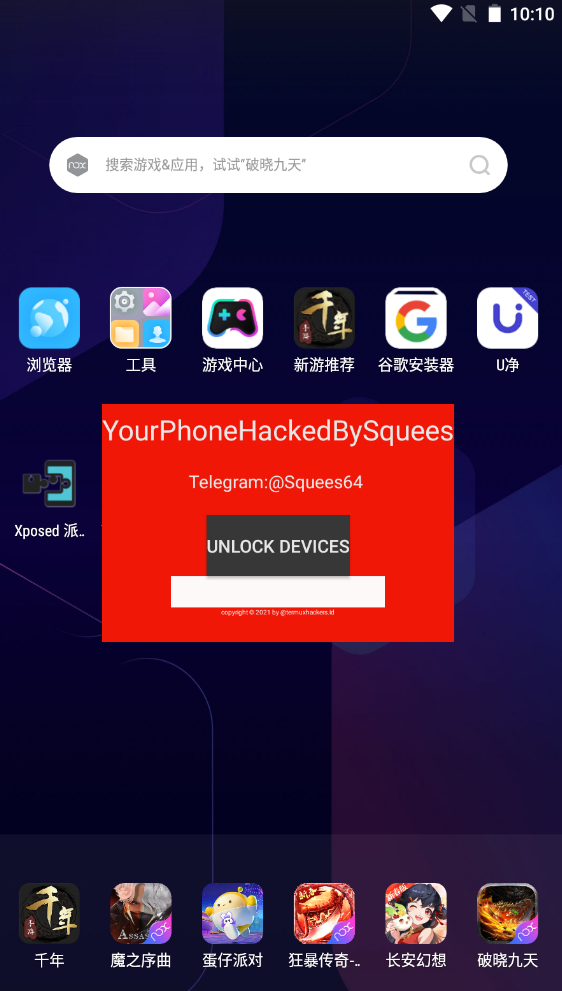 10:10
nox
搜索游戏&应用，试试“破晓九天”
TEST
浏览器
工具
游戏中心
新游推荐
谷歌安装器
U净
YourPhoneHackedBySquees
Telegram:@Squees64
UNLOCK DEVICES
copyright © 2021 by @termuxhackers.id
Xposed 派..
千年
魔之序曲
蛋仔派对
狂暴传奇-..
长安幻想
破晓九天